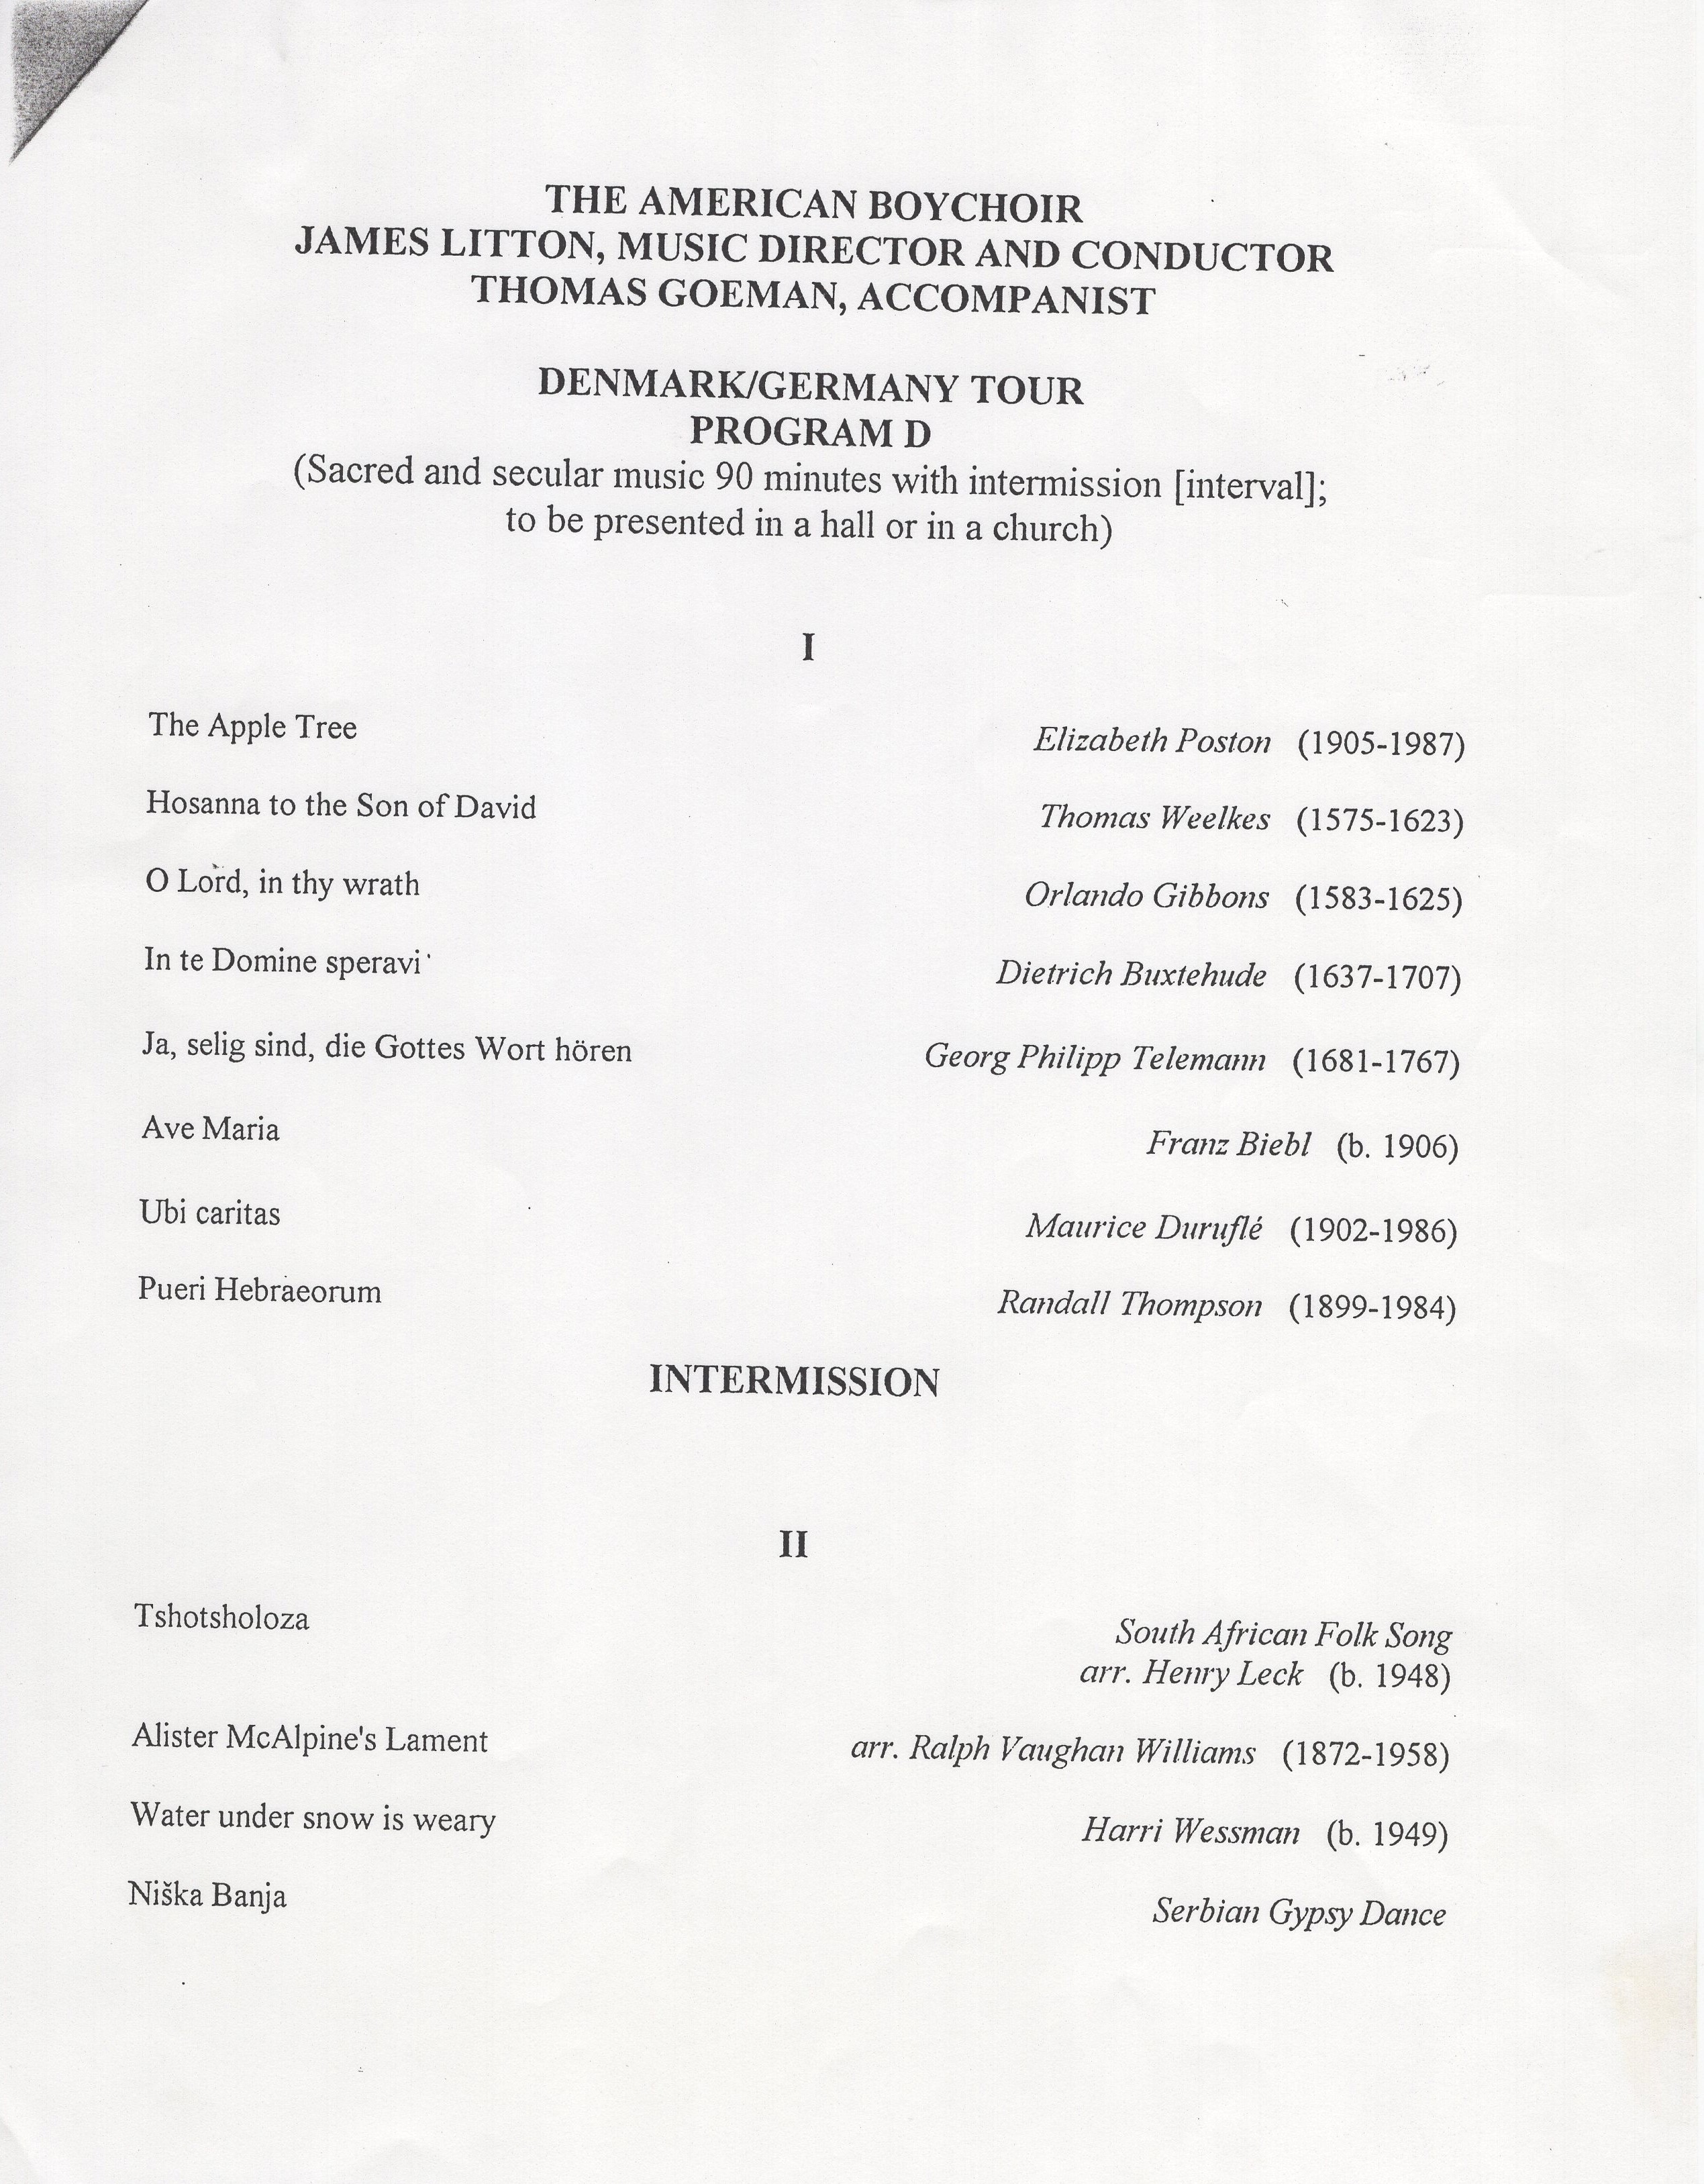 THE AMERICAN BOYCHOIR
JAMES LITTON, MUSIC DIRECTOR AND CONDUCTOR
THOMAS GOEMAN, ACCOMPANIST
DENMARK/GERMANY TOUR
PROGRAM D
(Sacred and secular music 90 minutes with intermission [interval];
to be presented in a hall or in a church)
I
The Apple Tree Elizabeth Poston (1905-1987)
Hosanna to the Son of David Thomas Weelkes (1575-1623)
O Lord, in thy wrath Orlando Gibbons (1583-1625)
In te Domine speravi Dietrich Buxtehude (1637-1707)
Ja, selig sind, die Gottes Wort hören Georg Philipp Telemann (1681-1767)
Ave Maria Franz Biebl (b. 1906)
Ubi caritas Maurice Duruflé (1902-1986)
Pueri Hebraeorum Randall Thompson (1899-1984)
INTERMISSION
II
Tshotsholoza South African Folk Song
arr. Henry Leck (b. 1948)
Alister McAlpine's Lament arr. Ralph Vaughan Williams (1872-1958)
Water under snow is weary Harri Wessman (b. 1949)
Niška Banja Serbian Gypsy Dance